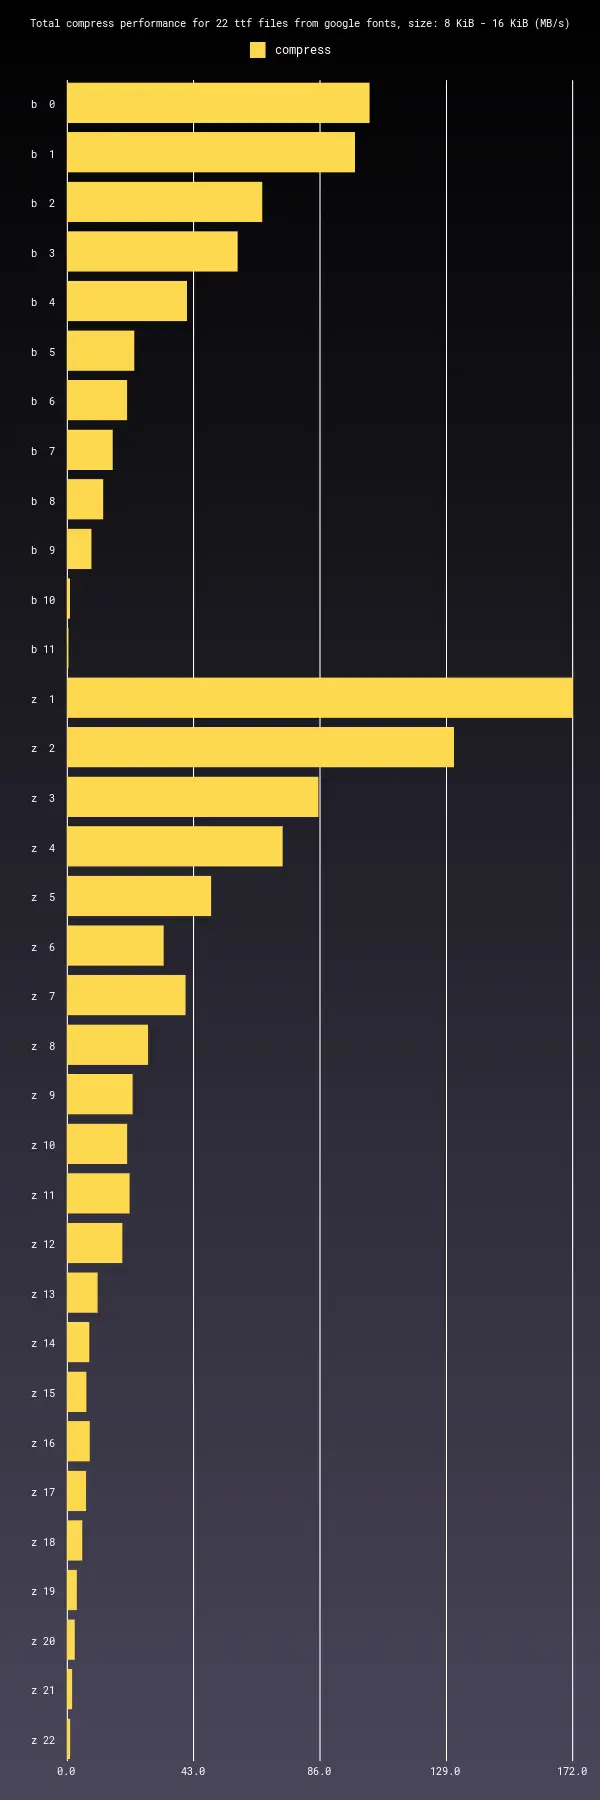 Total compress performance for 22 ttf files from google fonts, size: 8 KiB - 16 KiB (MB/s)
compress
b  0
b  1
b  2
b  3
b  4
b  5
b  6
b  7
b  8
b  9
b 10
b 11
z  1
z  2
z  3
z  4
z  5
z  6
z  7
z  8
z  9
z 10
z 11
z 12
z 13
z 14
z 15
z 16
z 17
z 18
z 19
z 20
z 21
z 22
0.0 43.0 86.0 129.0 172.0